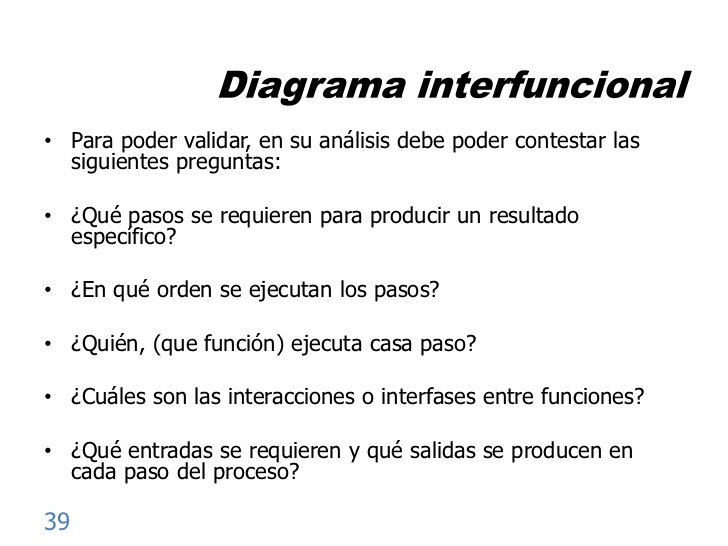 Diagrama interfuncional
• Para poder validar, en su análisis debe poder contestar las
siguientes preguntas:
• ¿Qué pasos se requieren para producir un resultado
específico?
• ¿En qué orden se ejecutan los pasos?
• ¿Quién, (que función) ejecuta casa paso?
• ¿Cuáles son las interacciones o interfases entre funciones?
• ¿Qué entradas se requieren y qué salidas se producen en
cada paso del proceso?
39